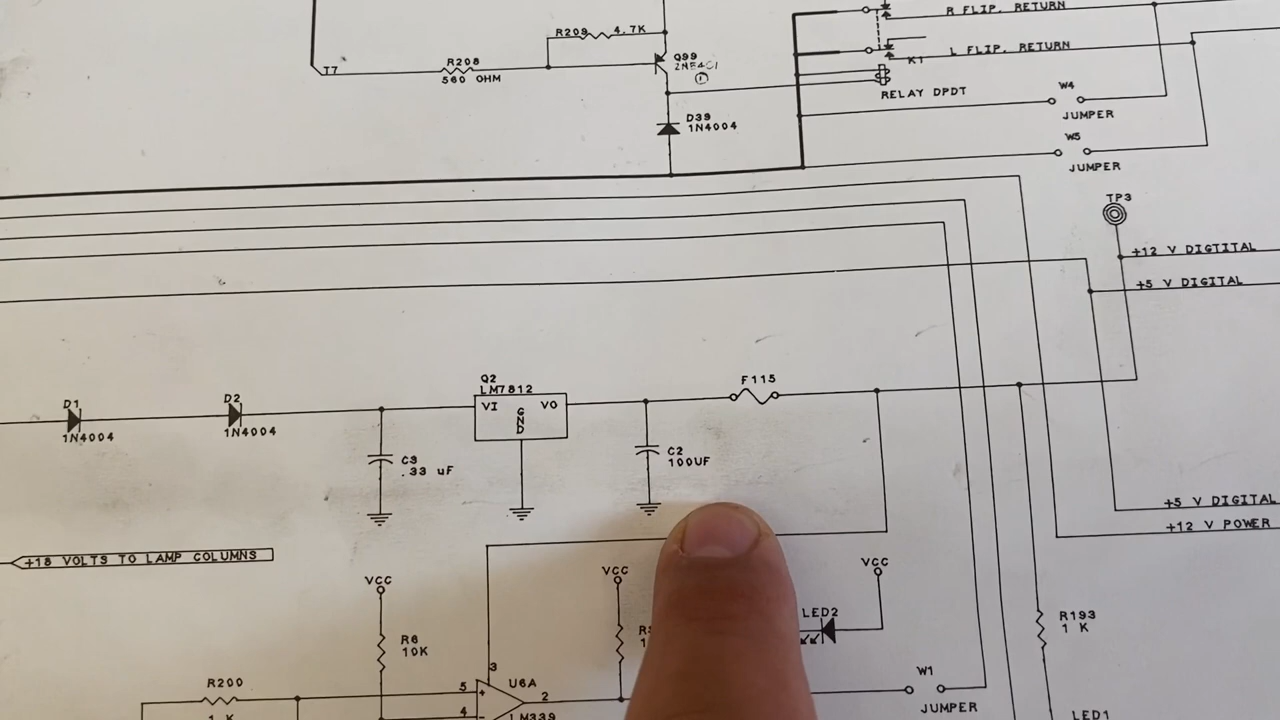 R FLIP. RETURN
R209
4.7K
L FLIP. RETURN
R208
560 OHM
Q99
T7
K1
RELAY DPDT
W4
JUMPER
D39
1N4004
W5
JUMPER
TP3
+12 V DIGTITAL
+5 V DIGITAL
Q2
LM7812
F115
D1
1N4004
D2
1N4004
VI
GND
VO
C3
.33 uF
C2
100UF
+5 V DIGITAL
+12 V POWER
+18 VOLTS TO LAMP COLUMNS
VCC
VCC
VCC
LED2
R6
10K
R193
1 K
3
R200
1 K
5
+
U6A
2
4
-
LM339
W1
JUMPER
LED1